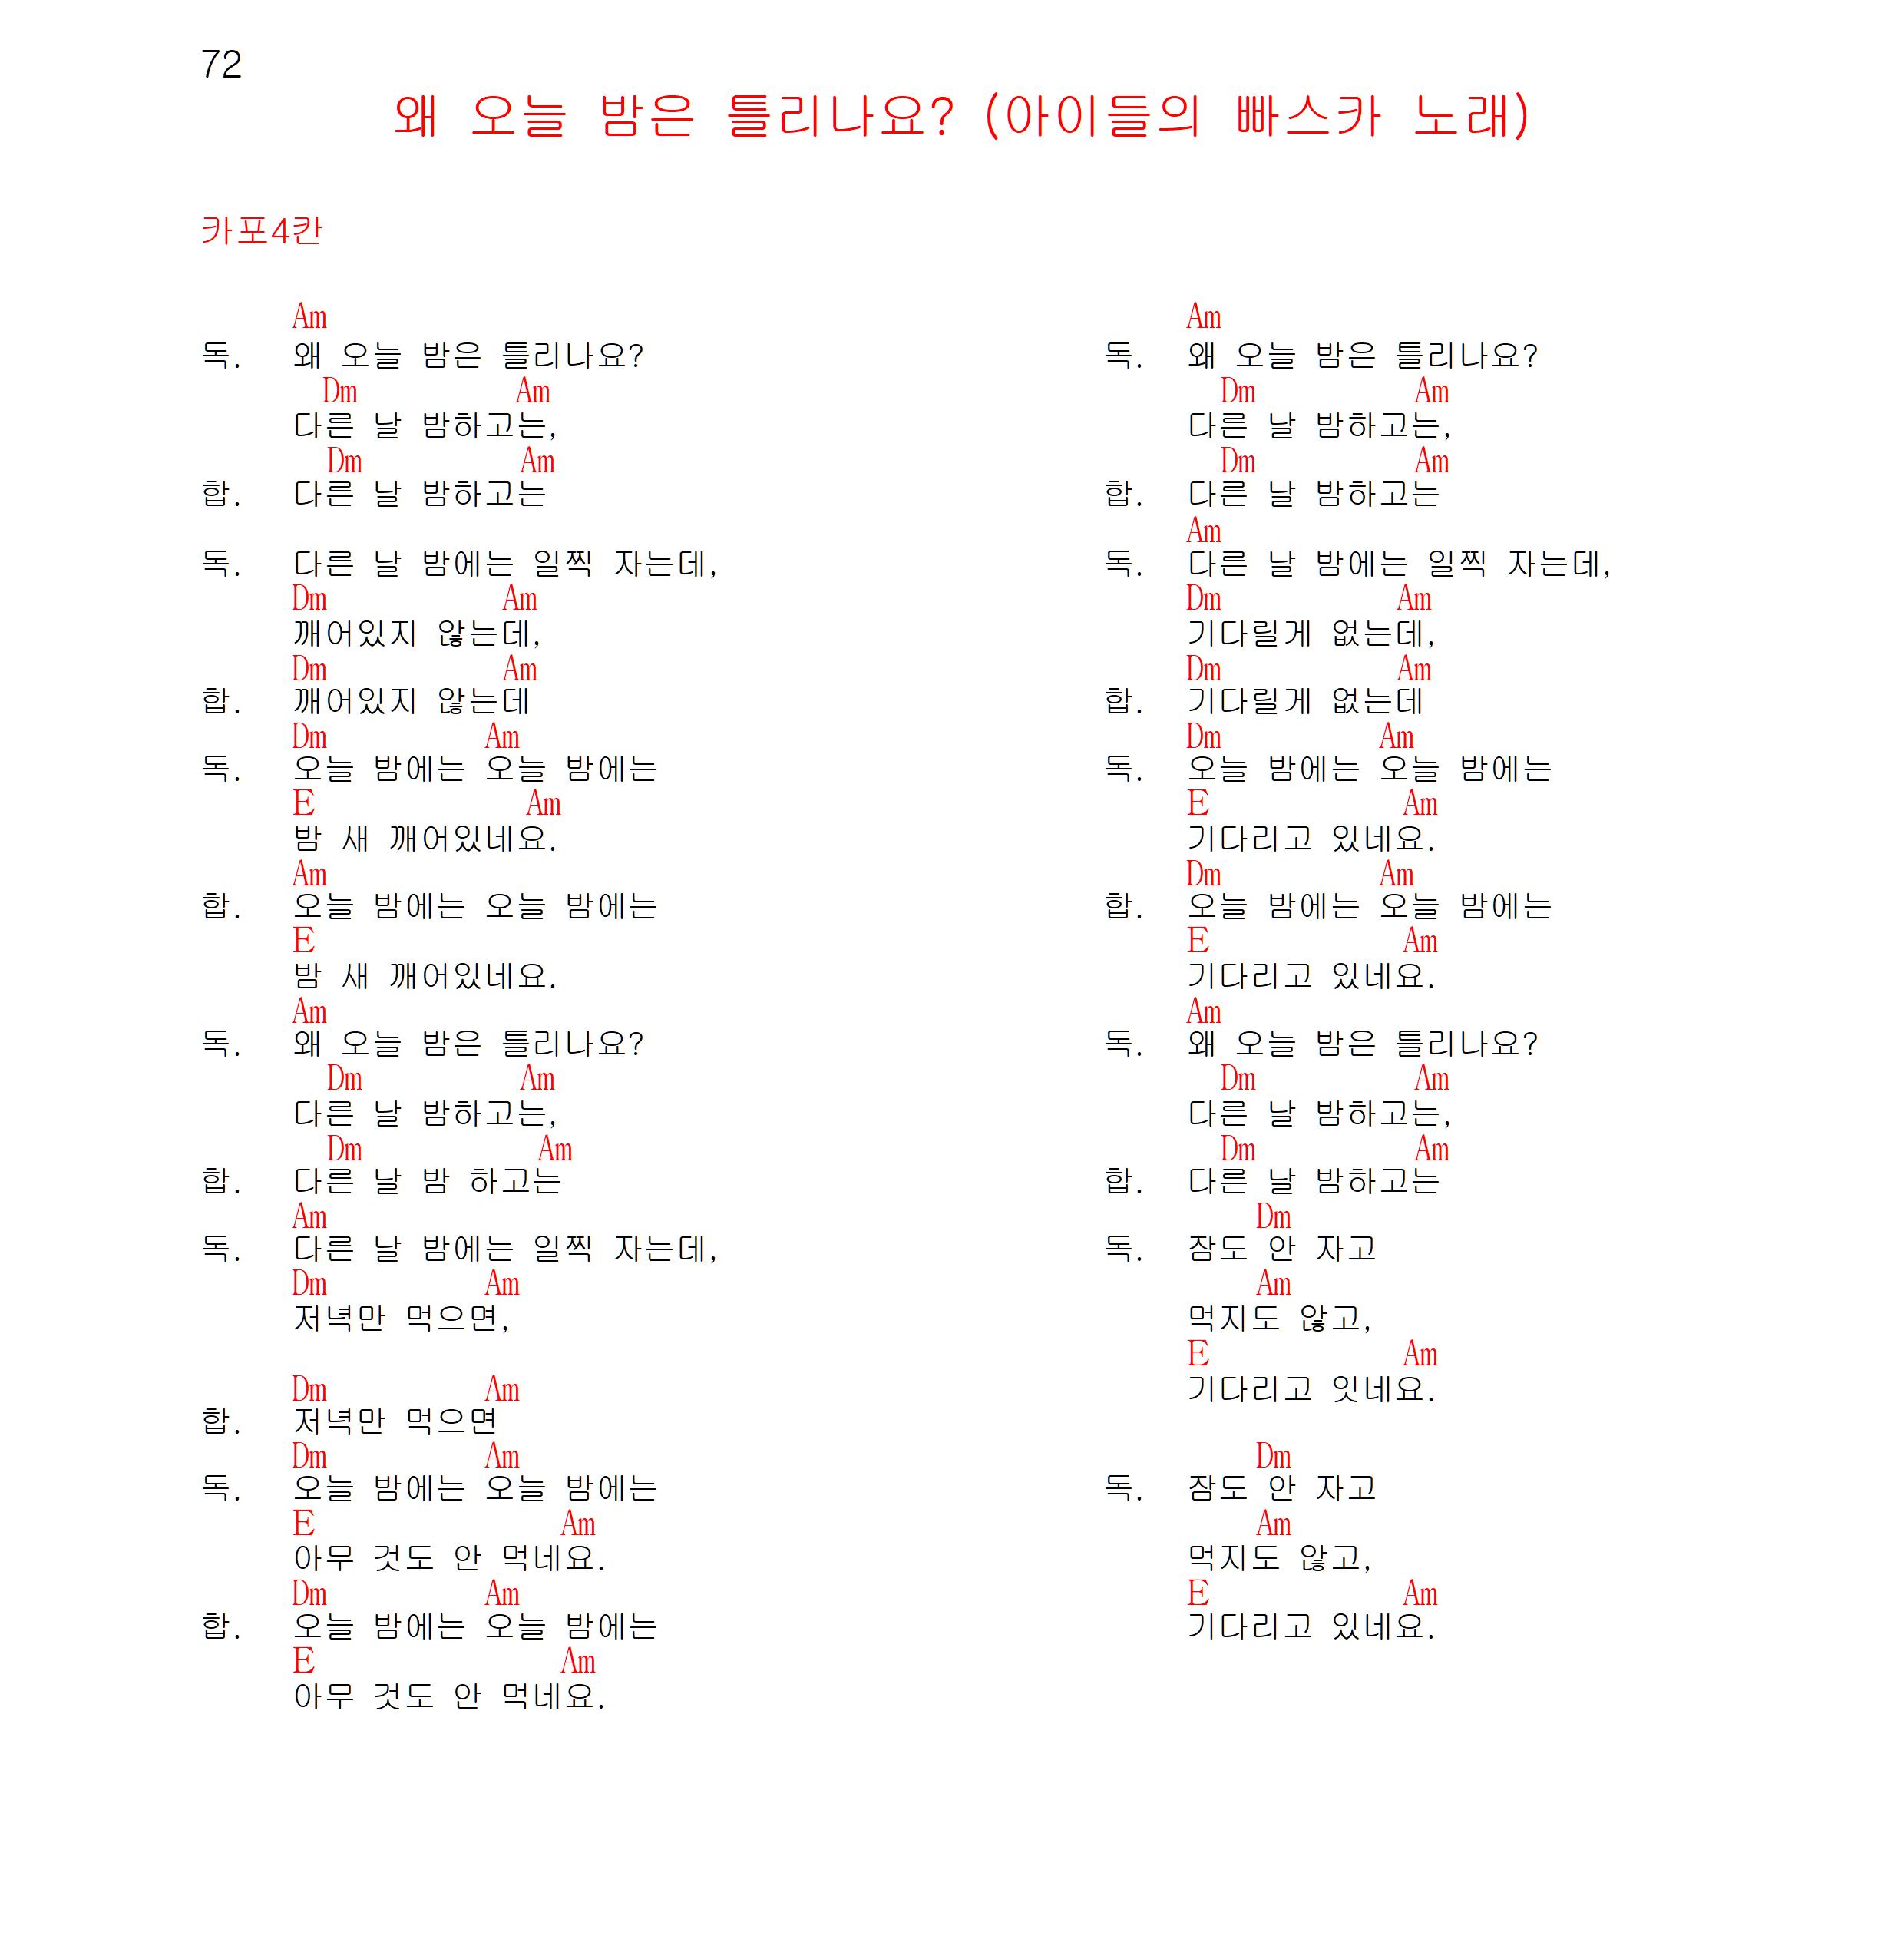 72
왜 오늘 밤은 틀리나요? (아이들의 빠스카 노래)
카포4칸
Am
독. 왜 오늘 밤은 틀리나요?
Dm Am
다른 날 밤하고는,
Dm Am
합. 다른 날 밤하고는
독. 다른 날 밤에는 일찍 자는데,
Dm Am
깨어있지 않는데,
Dm Am
합. 깨어있지 않는데
Dm Am
독. 오늘 밤에는 오늘 밤에는
E Am
밤 새 깨어있네요.
Am
합. 오늘 밤에는 오늘 밤에는
E
밤 새 깨어있네요.
Am
독. 왜 오늘 밤은 틀리나요?
Dm Am
다른 날 밤하고는,
Dm Am
합. 다른 날 밤 하고는
Am
독. 다른 날 밤에는 일찍 자는데,
Dm Am
저녁만 먹으면,
Dm Am
합. 저녁만 먹으면
Dm Am
독. 오늘 밤에는 오늘 밤에는
E Am
아무 것도 안 먹네요.
Dm Am
합. 오늘 밤에는 오늘 밤에는
E Am
아무 것도 안 먹네요.
Am
독. 왜 오늘 밤은 틀리나요?
Dm Am
다른 날 밤하고는,
Dm Am
합. 다른 날 밤하고는
Am
독. 다른 날 밤에는 일찍 자는데,
Dm Am
기다릴게 없는데,
Dm Am
합. 기다릴게 없는데
Dm Am
독. 오늘 밤에는 오늘 밤에는
E Am
기다리고 있네요.
Dm Am
합. 오늘 밤에는 오늘 밤에는
E Am
기다리고 있네요.
Am
독. 왜 오늘 밤은 틀리나요?
Dm Am
다른 날 밤하고는,
Dm Am
합. 다른 날 밤하고는
Dm
독. 잠도 안 자고
Am
먹지도 않고,
E Am
기다리고 잇네요.
Dm
독. 잠도 안 자고
Am
먹지도 않고,
E Am
기다리고 있네요.